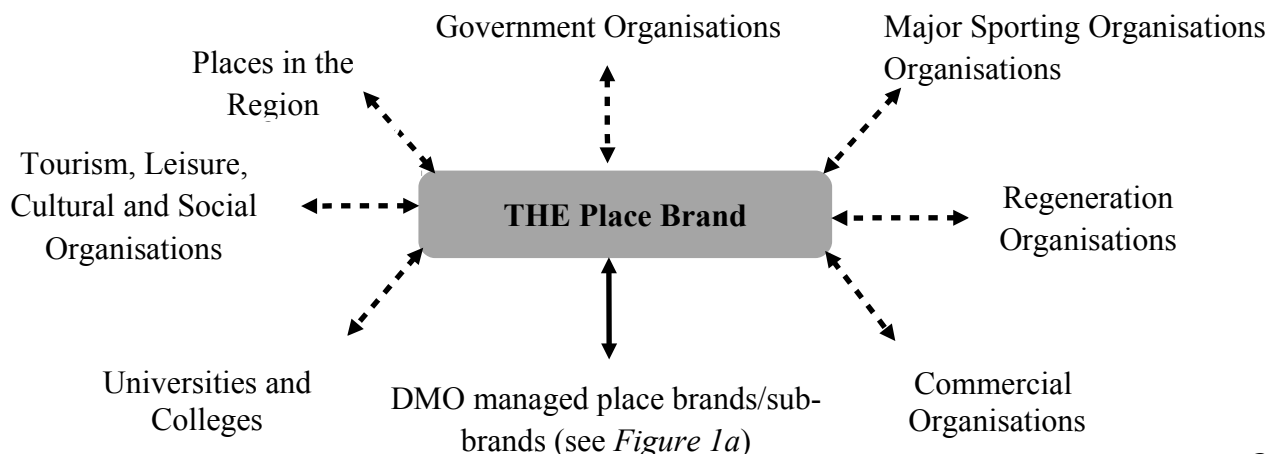 Government Organisations
Major Sporting Organisations
Organisations
Places in the
Region
Tourism, Leisure,
Cultural and Social
Organisations
THE Place Brand
Regeneration
Organisations
Universities and
Colleges
DMO managed place brands/sub-
brands (see Figure 1a)
Commercial
Organisations